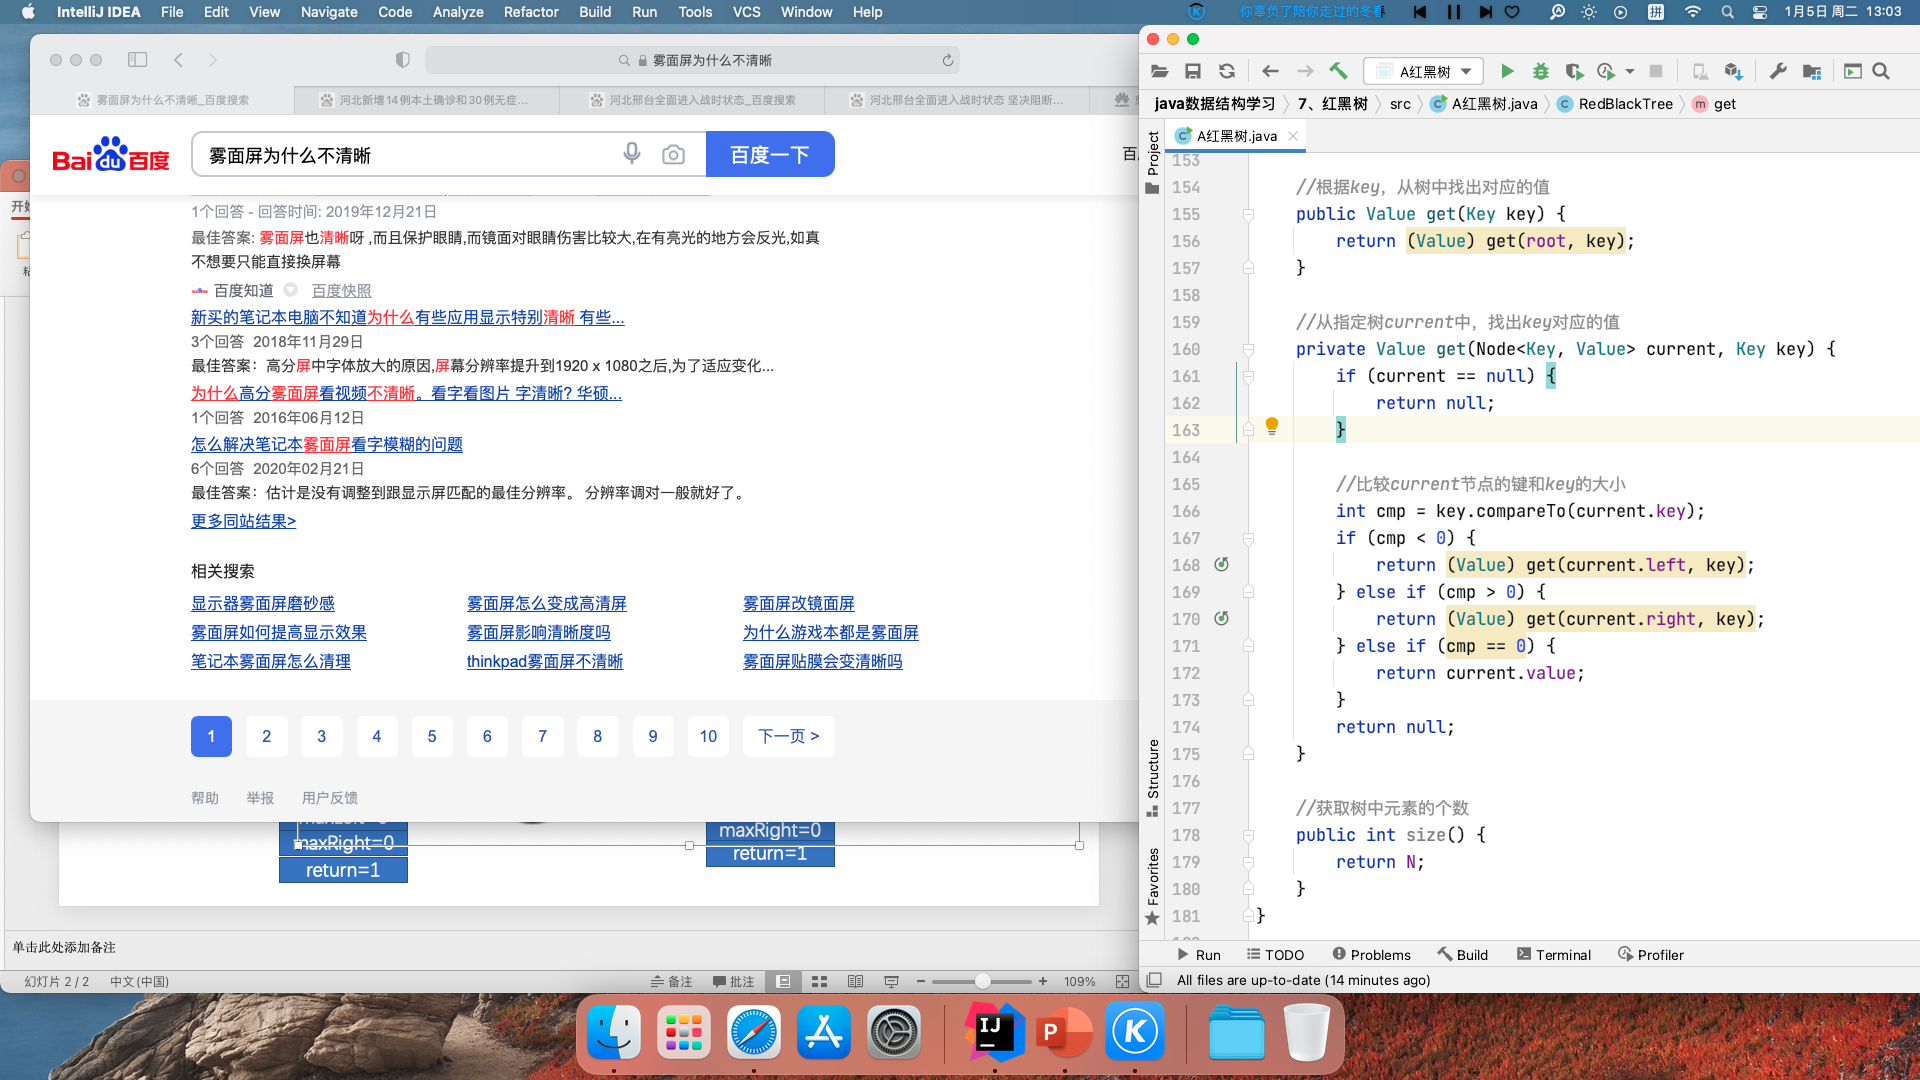 IntelliJ IDEA File Edit View Navigate Code Analyze Refactor Build Run Tools VCS Window Help
你辜负了陪你走过的冬春
拼 1月5日 周二 13:03
雾面屏为什么不清晰
雾面屏为什么不清晰_百度搜索
河北新增14例本土确诊和30例无症...
河北邢台全面进入战时状态_百度搜索
河北邢台全面进入战时状态 坚决阻断...
Bai du 百度
雾面屏为什么不清晰
百度一下
1个回答 - 回答时间: 2019年12月21日
最佳答案: 雾面屏也清晰呀 ,而且保护眼睛,而镜面对眼睛伤害比较大,在有亮光的地方会反光,如真
不想要只能直接换屏幕
百度知道 百度快照
新买的笔记本电脑不知道为什么有些应用显示特别清晰 有些...
3个回答 2018年11月29日
最佳答案：高分屏中字体放大的原因,屏幕分辨率提升到1920 x 1080之后,为了适应变化...
为什么高分雾面屏看视频不清晰。看字看图片 字清晰? 华硕...
1个回答 2016年06月12日
怎么解决笔记本雾面屏看字模糊的问题
6个回答 2020年02月21日
最佳答案：估计是没有调整到跟显示屏匹配的最佳分辨率。 分辨率调对一般就好了。
更多同站结果>
相关搜索
显示器雾面屏磨砂感 雾面屏怎么变成高清屏 雾面屏改镜面屏
雾面屏如何提高显示效果 雾面屏影响清晰度吗 为什么游戏本都是雾面屏
笔记本雾面屏怎么清理 thinkpad雾面屏不清晰 雾面屏贴膜会变清晰吗
1 2 3 4 5 6 7 8 9 10 下一页 >
帮助 举报 用户反馈
maxRight=0
return=1
maxRight=0
return=1
单击此处添加备注
幻灯片 2 / 2 中文 (中国) 备注 批注 109%
A红黑树
java数据结构学习 7、红黑树 src A红黑树.java RedBlackTree get
A红黑树.java
Project
Structure
Favorites
153
154 //根据key，从树中找出对应的值
155 public Value get(Key key) {
156 return (Value) get(root, key);
157 }
158
159 //从指定树current中，找出key对应的值
160 private Value get(Node<Key, Value> current, Key key) {
161 if (current == null) {
162 return null;
163 }
164
165 //比较current节点的键和key的大小
166 int cmp = key.compareTo(current.key);
167 if (cmp < 0) {
168 return (Value) get(current.left, key);
169 } else if (cmp > 0) {
170 return (Value) get(current.right, key);
171 } else if (cmp == 0) {
172 return current.value;
173 }
174 return null;
175 }
176
177 //获取树中元素的个数
178 public int size() {
179 return N;
180 }
181 }
Run TODO Problems Build Terminal Profiler
All files are up-to-date (14 minutes ago)
IJ
P
K